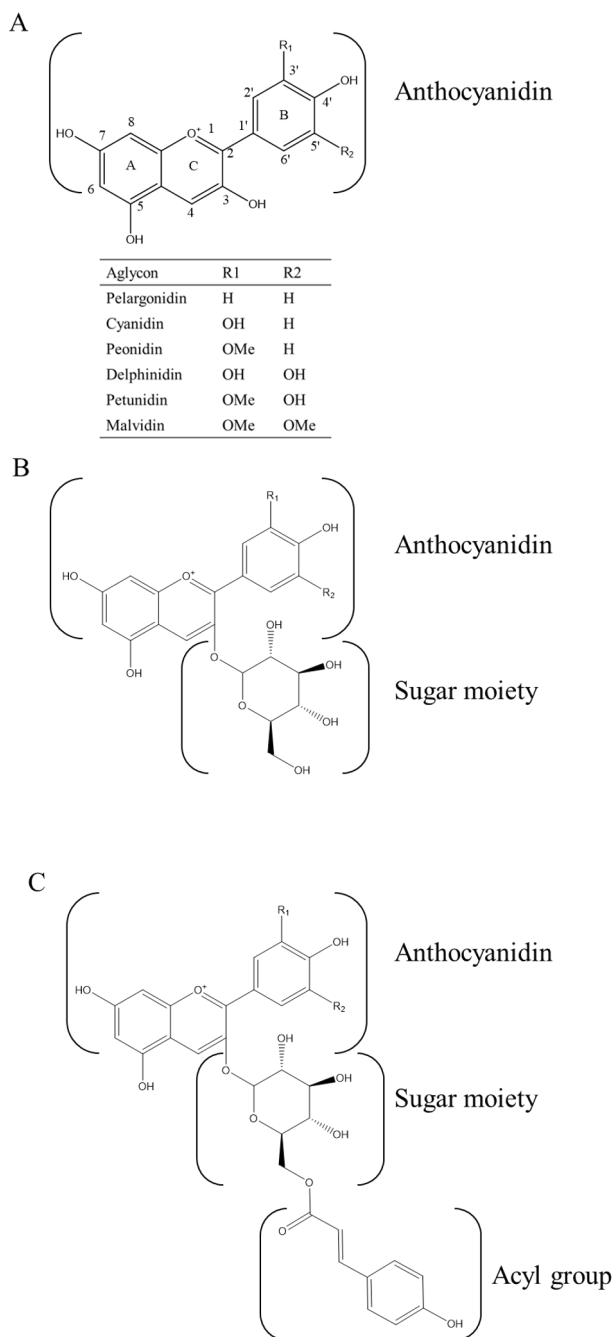 A
R1
3'
OH
2'
4'
Anthocyanidin
B
8
O+
1
1'
5'
HO
7
2
R2
6'
A
C
6
3
5
4
OH
OH
Aglycon R1 R2
Pelargonidin H H
Cyanidin OH H
Peonidin OMe H
Delphinidin OH OH
Petunidin OMe OH
Malvidin OMe OMe
B
R1
OH
Anthocyanidin
HO
O+
R2
OH
O
OH
OH
Sugar moiety
O
OH
OH
C
R1
OH
Anthocyanidin
HO
O+
R2
OH
O
OH
OH
Sugar moiety
O
OH
O
O
Acyl group
OH